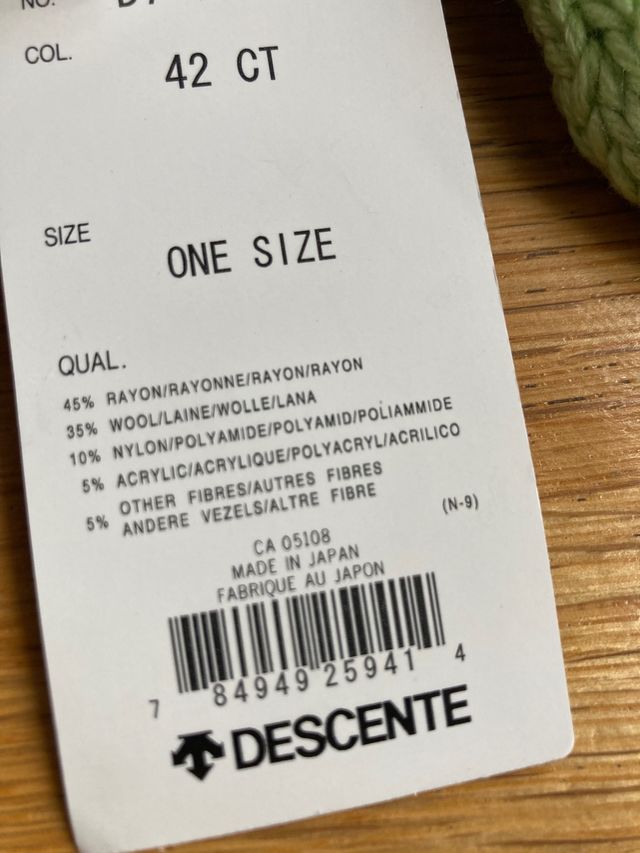 NO.
COL.
42 CT
SIZE
ONE SIZE
QUAL.
45% RAYON/RAYONNE/RAYON/RAYON
35% WOOL/LAINE/WOLLE/LANA
10% NYLON/POLYAMIDE/POLYAMID/POLIAMMIDE
5% ACRYLIC/ACRYLIQUE/POLYACRYL/ACRILICO
5% OTHER FIBRES/AUTRES FIBRES
ANDERE VEZELS/ALTRE FIBRE
(N-9)
CA 05108
MADE IN JAPAN
FABRIQUE AU JAPON
7 84949 25941 4
DESCENTE